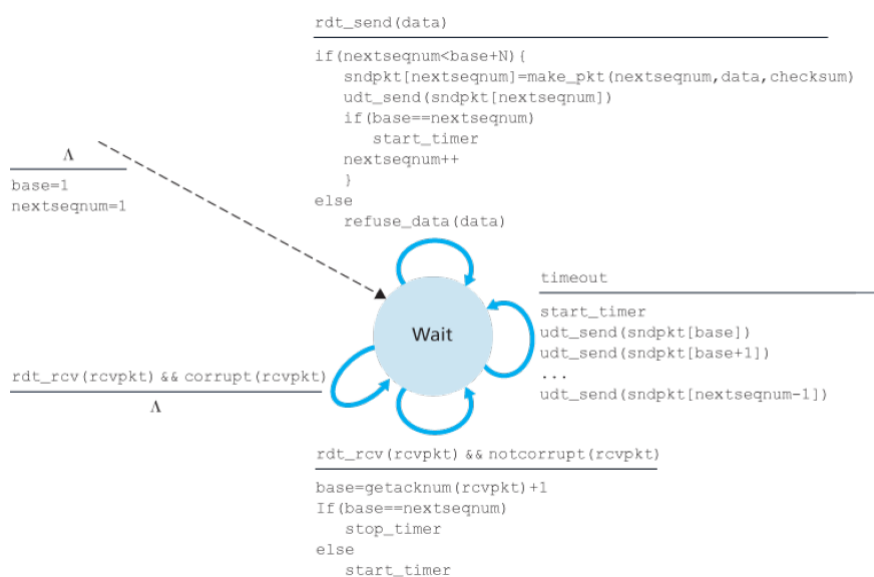 rdt_send(data)
if(nextseqnum<base+N){
sndpkt[nextseqnum]=make_pkt(nextseqnum,data,checksum)
udt_send(sndpkt[nextseqnum])
if(base==nextseqnum)
start_timer
nextseqnum++
}
else
refuse_data(data)
Λ
base=1
nextseqnum=1
timeout
start_timer
udt_send(sndpkt[base])
udt_send(sndpkt[base+1])
...
udt_send(sndpkt[nextseqnum-1])
Wait
rdt_rcv(rcvpkt) && corrupt(rcvpkt)
Λ
rdt_rcv(rcvpkt) && notcorrupt(rcvpkt)
base=getacknum(rcvpkt)+1
If(base==nextseqnum)
stop_timer
else
start_timer